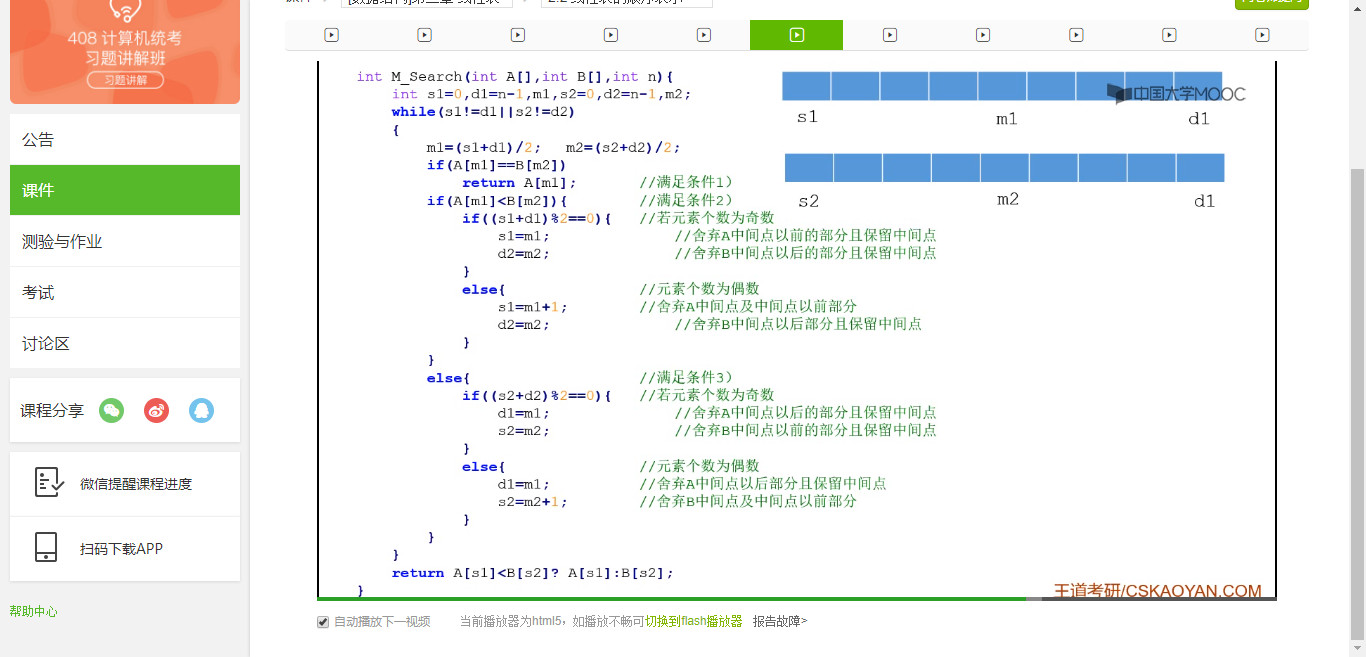 408 计算机统考
习题讲解班
习题讲解
公告
课件
测验与作业
考试
讨论区
课程分享
微信提醒课程进度
扫码下载APP
帮助中心
int M_Search(int A[],int B[],int n){
int s1=0,d1=n-1,m1,s2=0,d2=n-1,m2;
while(s1!=d1||s2!=d2)
{
m1=(s1+d1)/2; m2=(s2+d2)/2;
if(A[m1]==B[m2])
return A[m1]; //满足条件1)
if(A[m1]<B[m2]){ //满足条件2)
if((s1+d1)%2==0){ //若元素个数为奇数
s1=m1; //舍弃A中间点以前的部分且保留中间点
d2=m2; //舍弃B中间点以后的部分且保留中间点
}
else{ //元素个数为偶数
s1=m1+1; //舍弃A中间点及中间点以前部分
d2=m2; //舍弃B中间点以后部分且保留中间点
}
}
else{ //满足条件3)
if((s2+d2)%2==0){ //若元素个数为奇数
d1=m1; //舍弃A中间点以后的部分且保留中间点
s2=m2; //舍弃B中间点以前的部分且保留中间点
}
else{ //元素个数为偶数
d1=m1; //舍弃A中间点以后部分且保留中间点
s2=m2+1; //舍弃B中间点及中间点以前部分
}
}
}
return A[s1]<B[s2]? A[s1]:B[s2];
}
中国大学MOOC
s1 m1 d1
s2 m2 d1
王道考研/CSKAOYAN.COM
自动播放下一视频 当前播放器为html5，如播放不畅可切换到flash播放器 报告故障>